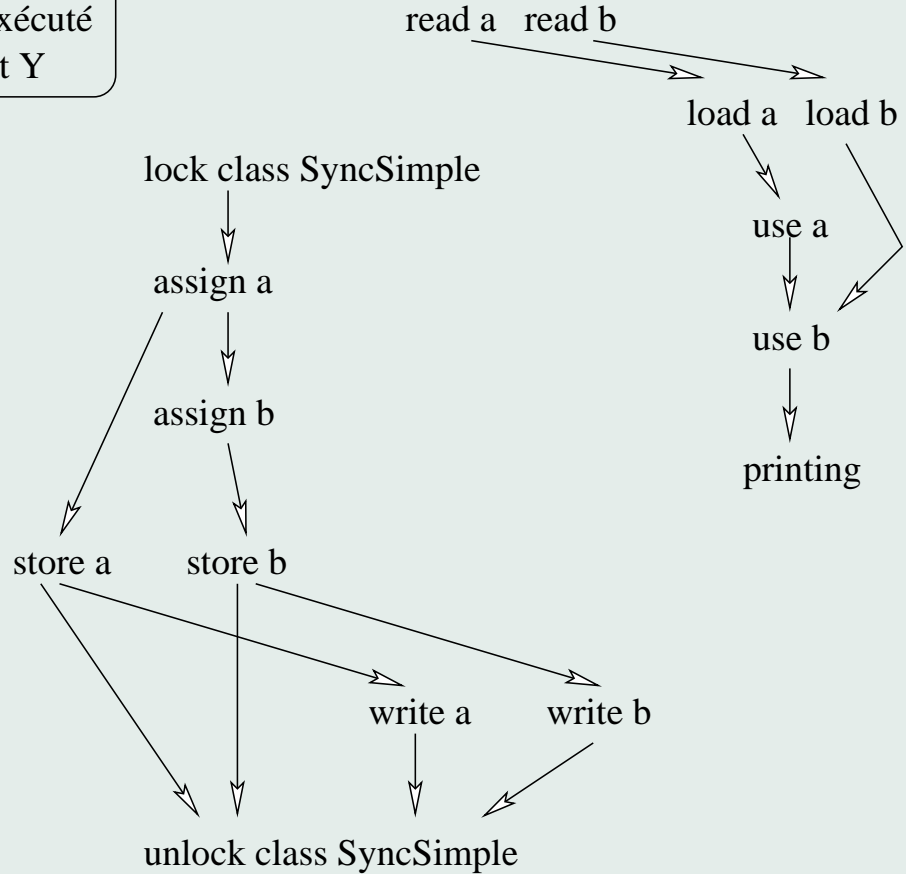 xécuté
t Y
read a read b
load a load b
lock class SyncSimple
use a
assign a
use b
assign b
printing
store a store b
write a write b
unlock class SyncSimple